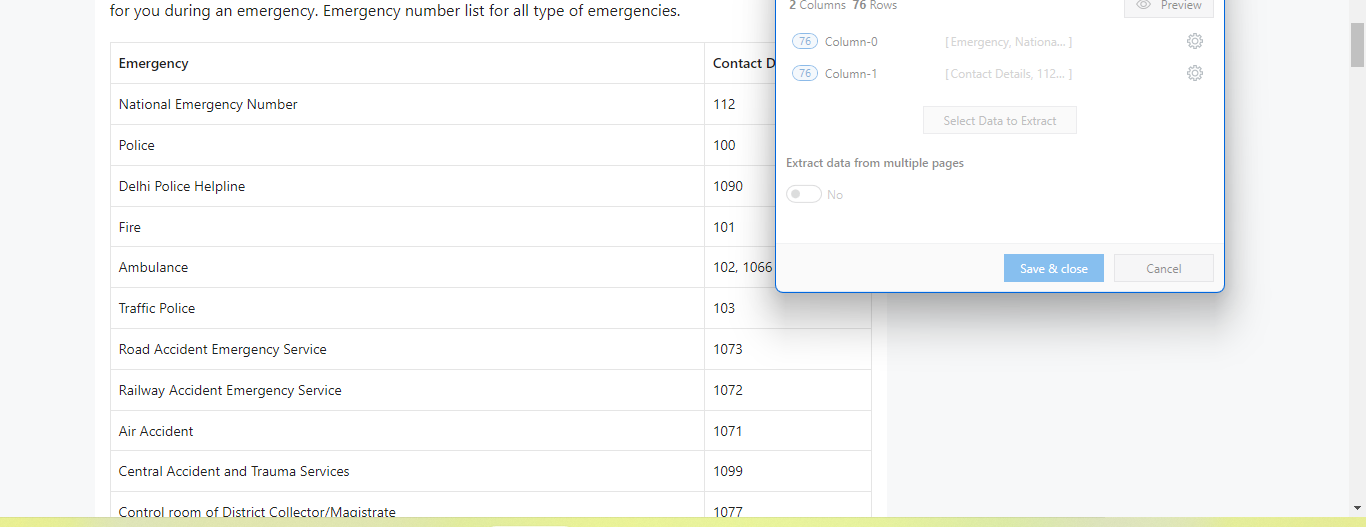 for you during an emergency. Emergency number list for all type of emergencies.
Emergency Contact D
National Emergency Number 112
Police 100
Delhi Police Helpline 1090
Fire 101
Ambulance 102, 1066
Traffic Police 103
Road Accident Emergency Service 1073
Railway Accident Emergency Service 1072
Air Accident 1071
Central Accident and Trauma Services 1099
Control room of District Collector/Magistrate 1077
2 Columns 76 Rows
Preview
76 Column-0 [ Emergency, Nationa... ]
76 Column-1 [ Contact Details, 112... ]
Select Data to Extract
Extract data from multiple pages
No
Save & close Cancel